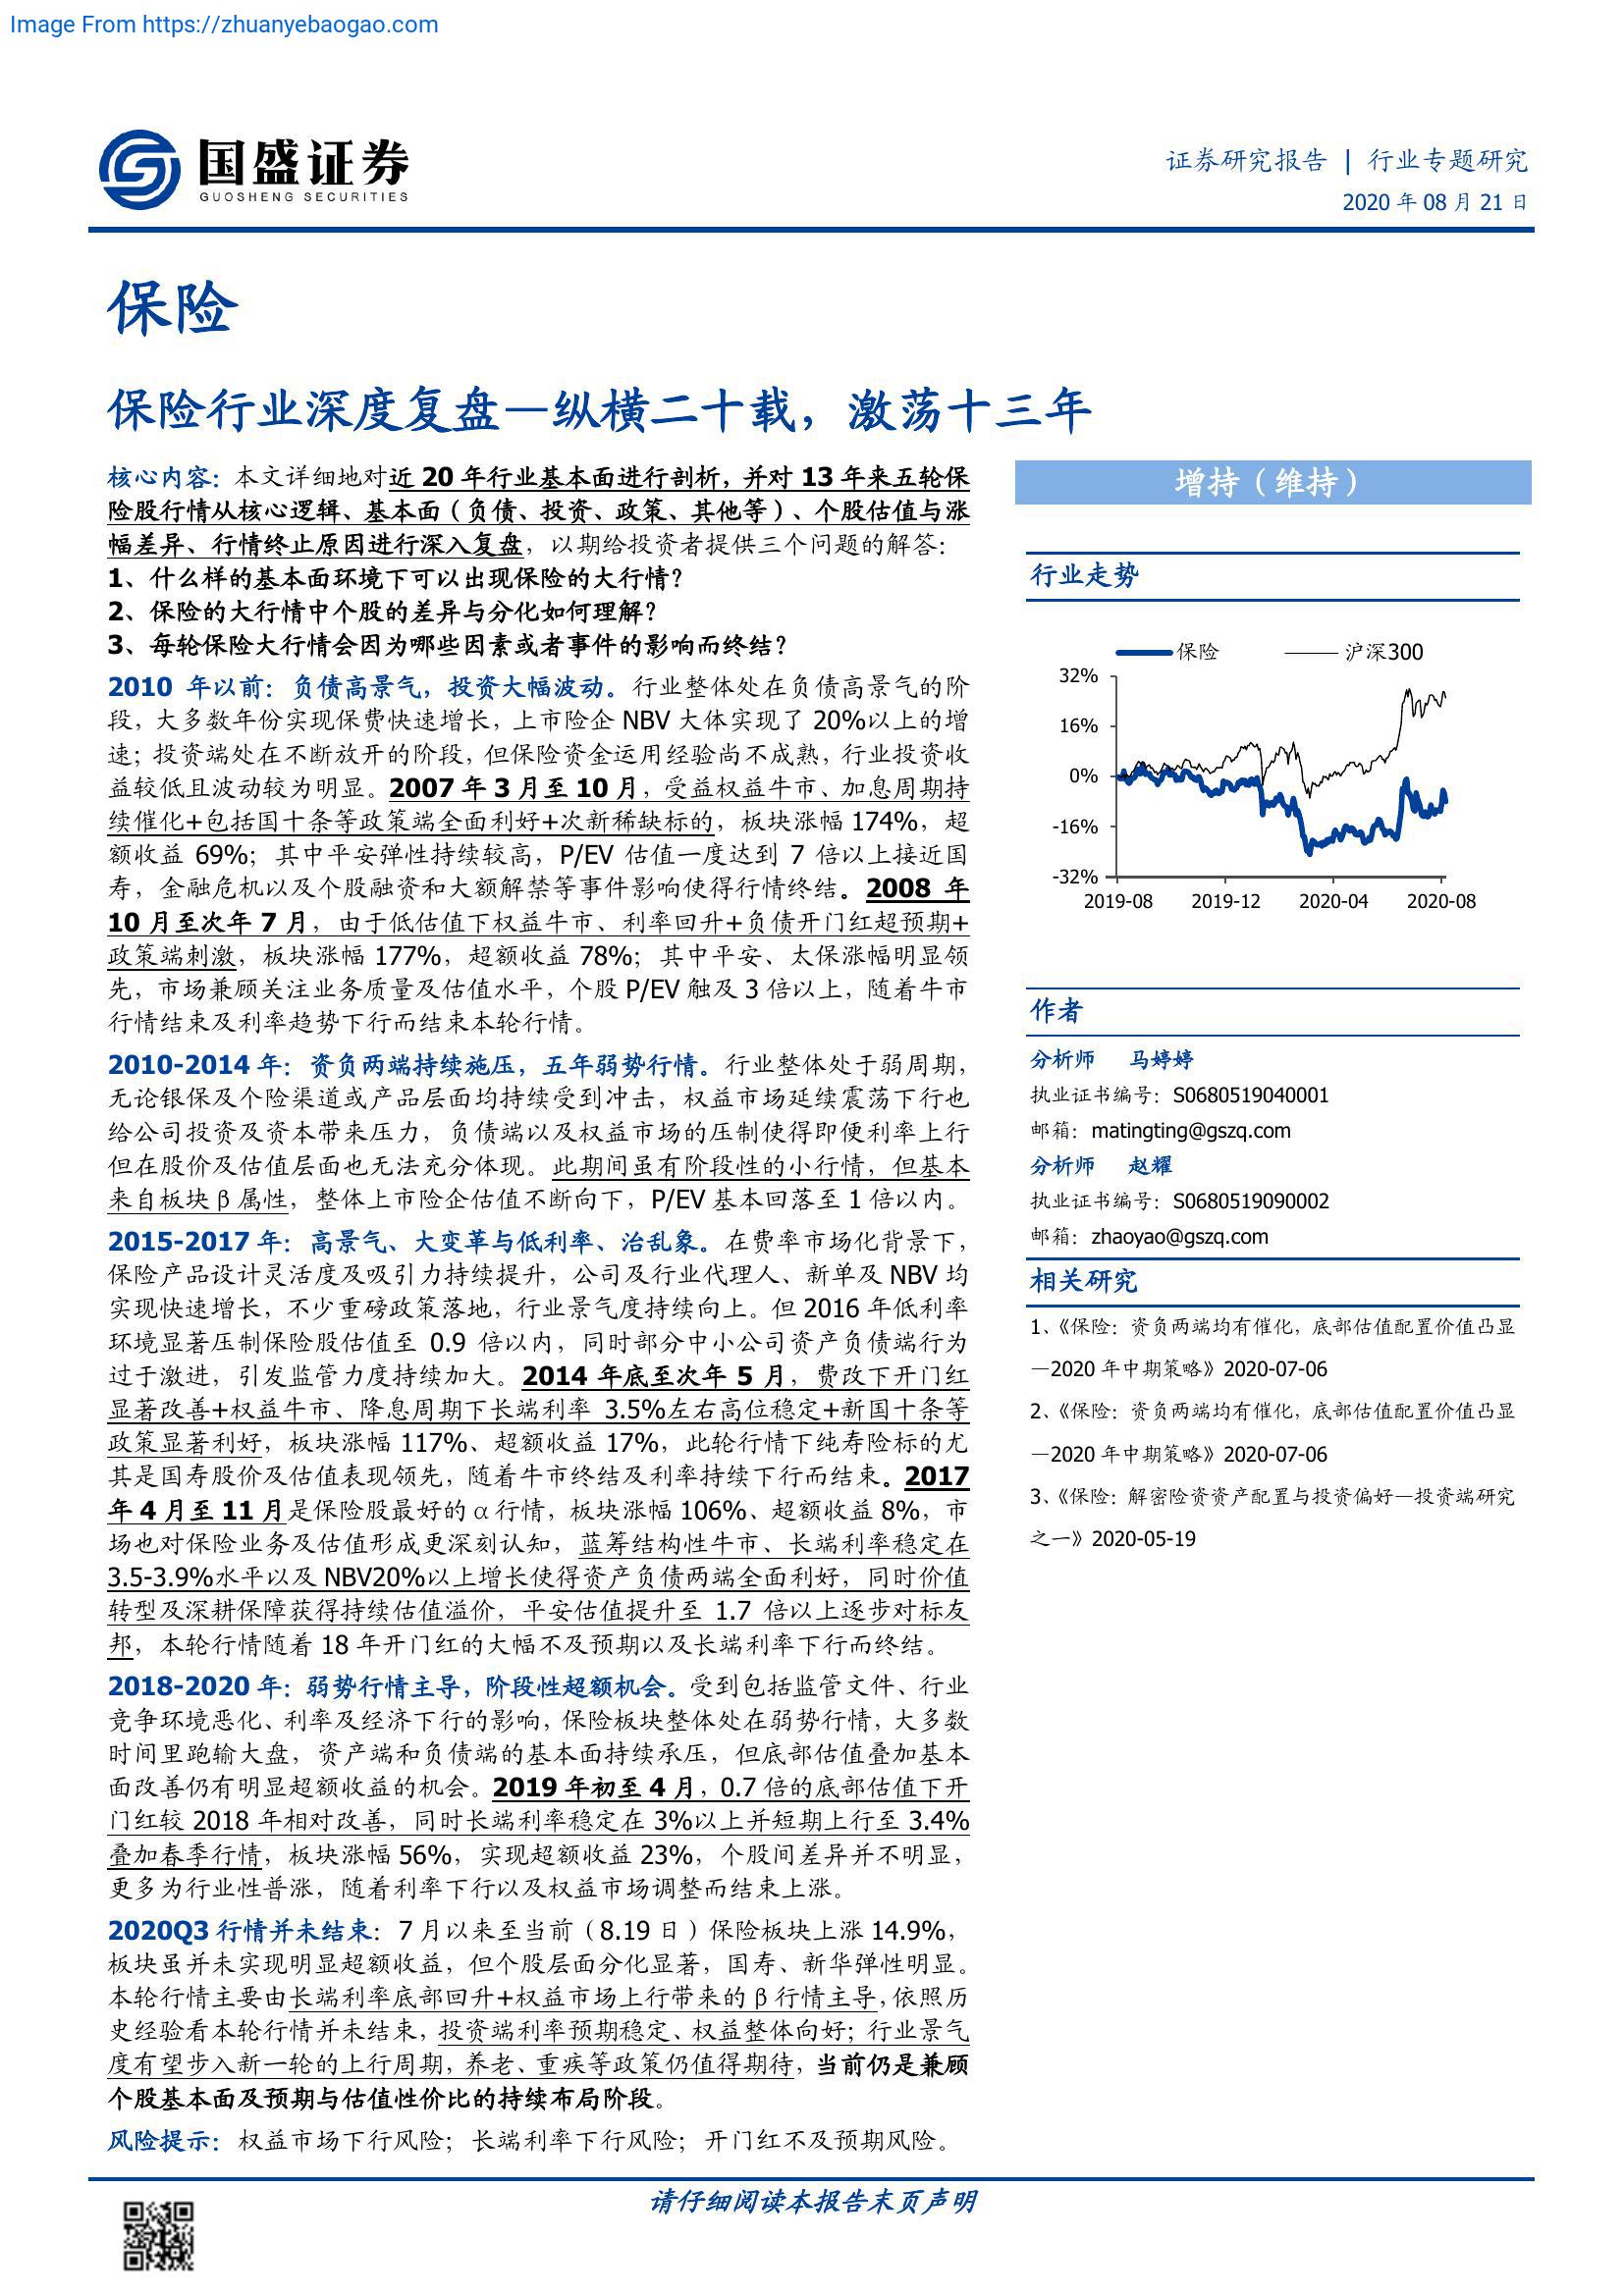 Image From https://zhuanyebaogao.com
国盛证券
GUOSHENG SECURITIES
证券研究报告 | 行业专题研究
2020 年 08 月 21 日
保险
保险行业深度复盘—纵横二十载，激荡十三年
核心内容：本文详细地对近 20 年行业基本面进行剖析，并对 13 年来五轮保
险股行情从核心逻辑、基本面（负债、投资、政策、其他等）、个股估值与涨
幅差异、行情终止原因进行深入复盘，以期给投资者提供三个问题的解答：
1、什么样的基本面环境下可以出现保险的大行情？
2、保险的大行情中个股的差异与分化如何理解？
3、每轮保险大行情会因为哪些因素或者事件的影响而终结？
2010 年以前：负债高景气，投资大幅波动。行业整体处在负债高景气的阶
段，大多数年份实现保费快速增长，上市险企 NBV 大体实现了 20%以上的增
速；投资端处在不断放开的阶段，但保险资金运用经验尚不成熟，行业投资收
益较低且波动较为明显。2007 年 3 月至 10 月，受益权益牛市、加息周期持
续催化+包括国十条等政策端全面利好+次新稀缺标的，板块涨幅 174%，超
额收益 69%；其中平安弹性持续较高，P/EV 估值一度达到 7 倍以上接近国
寿，金融危机以及个股融资和大额解禁等事件影响使得行情终结。2008 年
10 月至次年 7 月，由于低估值下权益牛市、利率回升+负债开门红超预期+
政策端刺激，板块涨幅 177%，超额收益 78%；其中平安、太保涨幅明显领
先，市场兼顾关注业务质量及估值水平，个股 P/EV 触及 3 倍以上，随着牛市
行情结束及利率趋势下行而结束本轮行情。
2010-2014 年：资负两端持续施压，五年弱势行情。行业整体处于弱周期，
无论银保及个险渠道或产品层面均持续受到冲击，权益市场延续震荡下行也
给公司投资及资本带来压力，负债端以及权益市场的压制使得即便利率上行
但在股价及估值层面也无法充分体现。此期间虽有阶段性的小行情，但基本
来自板块 β 属性，整体上市险企估值不断向下，P/EV 基本回落至 1 倍以内。
2015-2017 年：高景气、大变革与低利率、治乱象。在费率市场化背景下，
保险产品设计灵活度及吸引力持续提升，公司及行业代理人、新单及 NBV 均
实现快速增长，不少重磅政策落地，行业景气度持续向上。但 2016 年低利率
环境显著压制保险股估值至 0.9 倍以内，同时部分中小公司资产负债端行为
过于激进，引发监管力度持续加大。2014 年底至次年 5 月，费改下开门红
显著改善+权益牛市、降息周期下长端利率 3.5%左右高位稳定+新国十条等
政策显著利好，板块涨幅 117%、超额收益 17%，此轮行情下纯寿险标的尤
其是国寿股价及估值表现领先，随着牛市终结及利率持续下行而结束。2017
年 4 月至 11 月是保险股最好的 α 行情，板块涨幅 106%、超额收益 8%，市
场也对保险业务及估值形成更深刻认知，蓝筹结构性牛市、长端利率稳定在
3.5-3.9%水平以及 NBV20%以上增长使得资产负债两端全面利好，同时价值
转型及深耕保障获得持续估值溢价，平安估值提升至 1.7 倍以上逐步对标友
邦，本轮行情随着 18 年开门红的大幅不及预期以及长端利率下行而终结。
2018-2020 年：弱势行情主导，阶段性超额机会。受到包括监管文件、行业
竞争环境恶化、利率及经济下行的影响，保险板块整体处在弱势行情，大多数
时间里跑输大盘，资产端和负债端的基本面持续承压，但底部估值叠加基本
面改善仍有明显超额收益的机会。2019 年初至 4 月，0.7 倍的底部估值下开
门红较 2018 年相对改善，同时长端利率稳定在 3%以上并短期上行至 3.4%
叠加春季行情，板块涨幅 56%，实现超额收益 23%，个股间差异并不明显，
更多为行业性普涨，随着利率下行以及权益市场调整而结束上涨。
2020Q3 行情并未结束：7 月以来至当前（8.19 日）保险板块上涨 14.9%，
板块虽并未实现明显超额收益，但个股层面分化显著，国寿、新华弹性明显。
本轮行情主要由长端利率底部回升+权益市场上行带来的 β 行情主导，依照历
史经验看本轮行情并未结束，投资端利率预期稳定、权益整体向好；行业景气
度有望步入新一轮的上行周期，养老、重疾等政策仍值得期待，当前仍是兼顾
个股基本面及预期与估值性价比的持续布局阶段。
风险提示：权益市场下行风险；长端利率下行风险；开门红不及预期风险。
增持（维持）
行业走势
保险 沪深300
32%
16%
0%
-16%
-32%
2019-08 2019-12 2020-04 2020-08
作者
分析师 马婷婷
执业证书编号：S0680519040001
邮箱：matingting@gszq.com
分析师 赵耀
执业证书编号：S0680519090002
邮箱：zhaoyao@gszq.com
相关研究
1、《保险：资负两端均有催化，底部估值配置价值凸显
—2020 年中期策略》2020-07-06
2、《保险：资负两端均有催化，底部估值配置价值凸显
—2020 年中期策略》2020-07-06
3、《保险：解密险资资产配置与投资偏好—投资端研究
之一》2020-05-19
请仔细阅读本报告末页声明